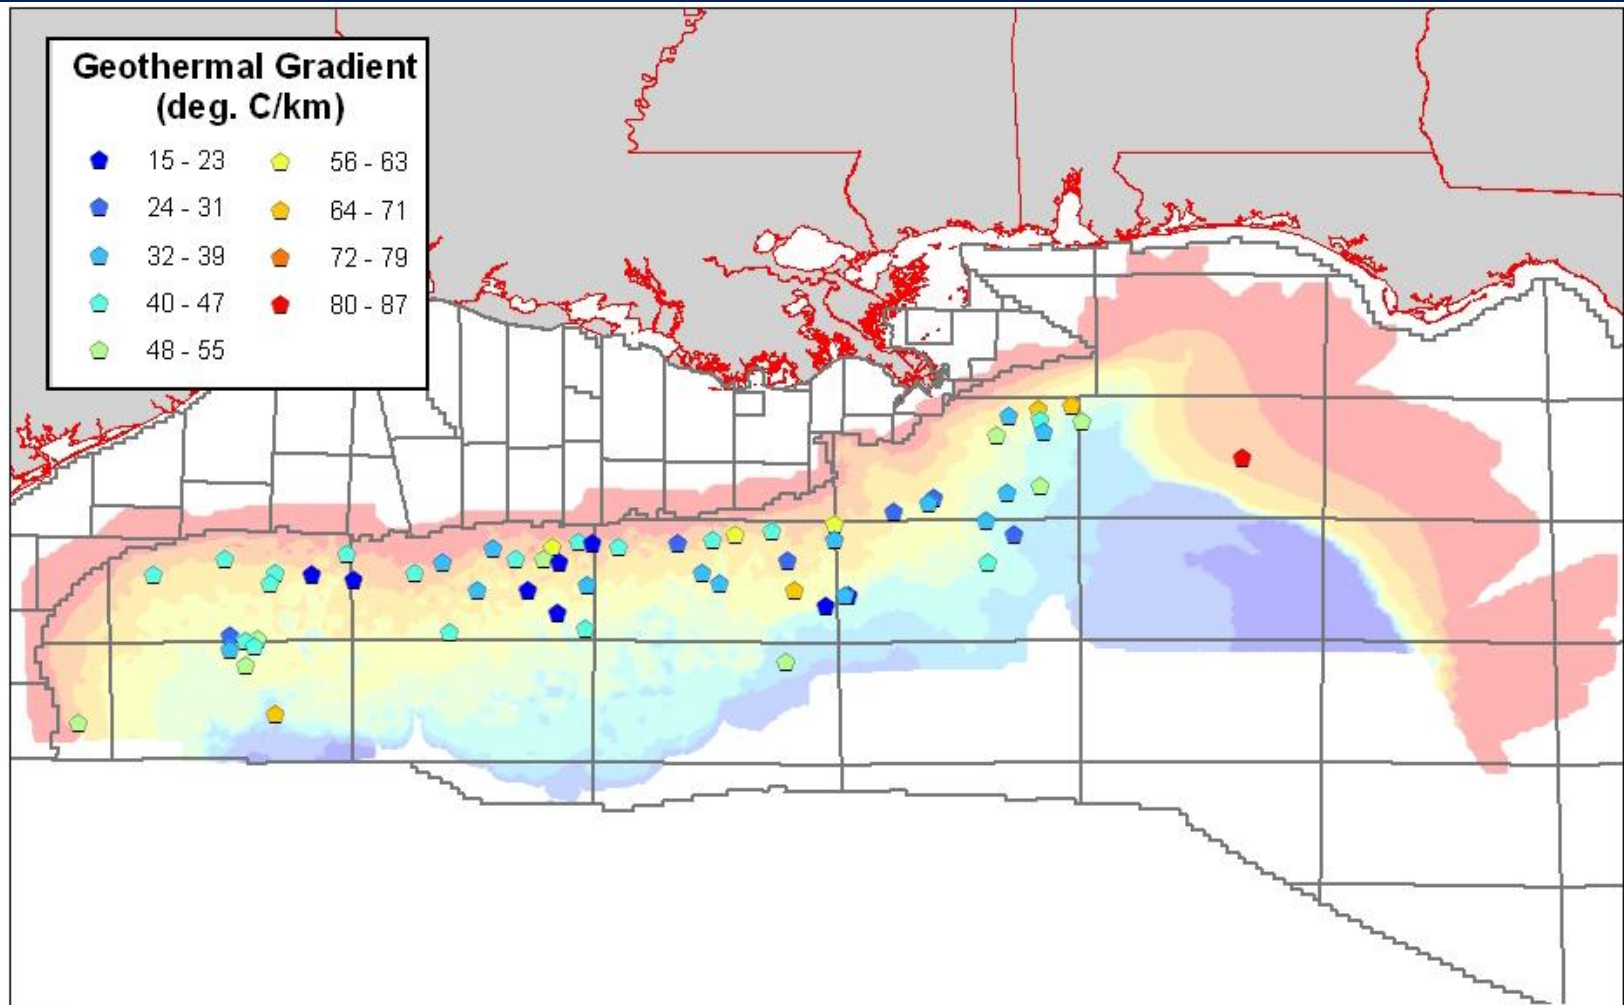 Geothermal Gradient
(deg. C/km)
15 - 23
24 - 31
32 - 39
40 - 47
48 - 55
56 - 63
64 - 71
72 - 79
80 - 87